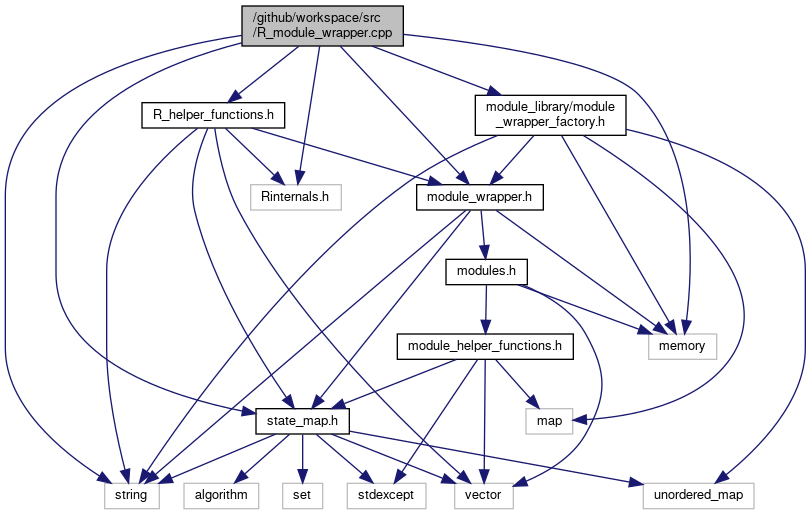 /github/workspace/src
/R_module_wrapper.cpp
R_helper_functions.h
module_library/module
_wrapper_factory.h
Rinternals.h
module_wrapper.h
modules.h
module_helper_functions.h
memory
state_map.h
map
string
algorithm
set
stdexcept
vector
unordered_map